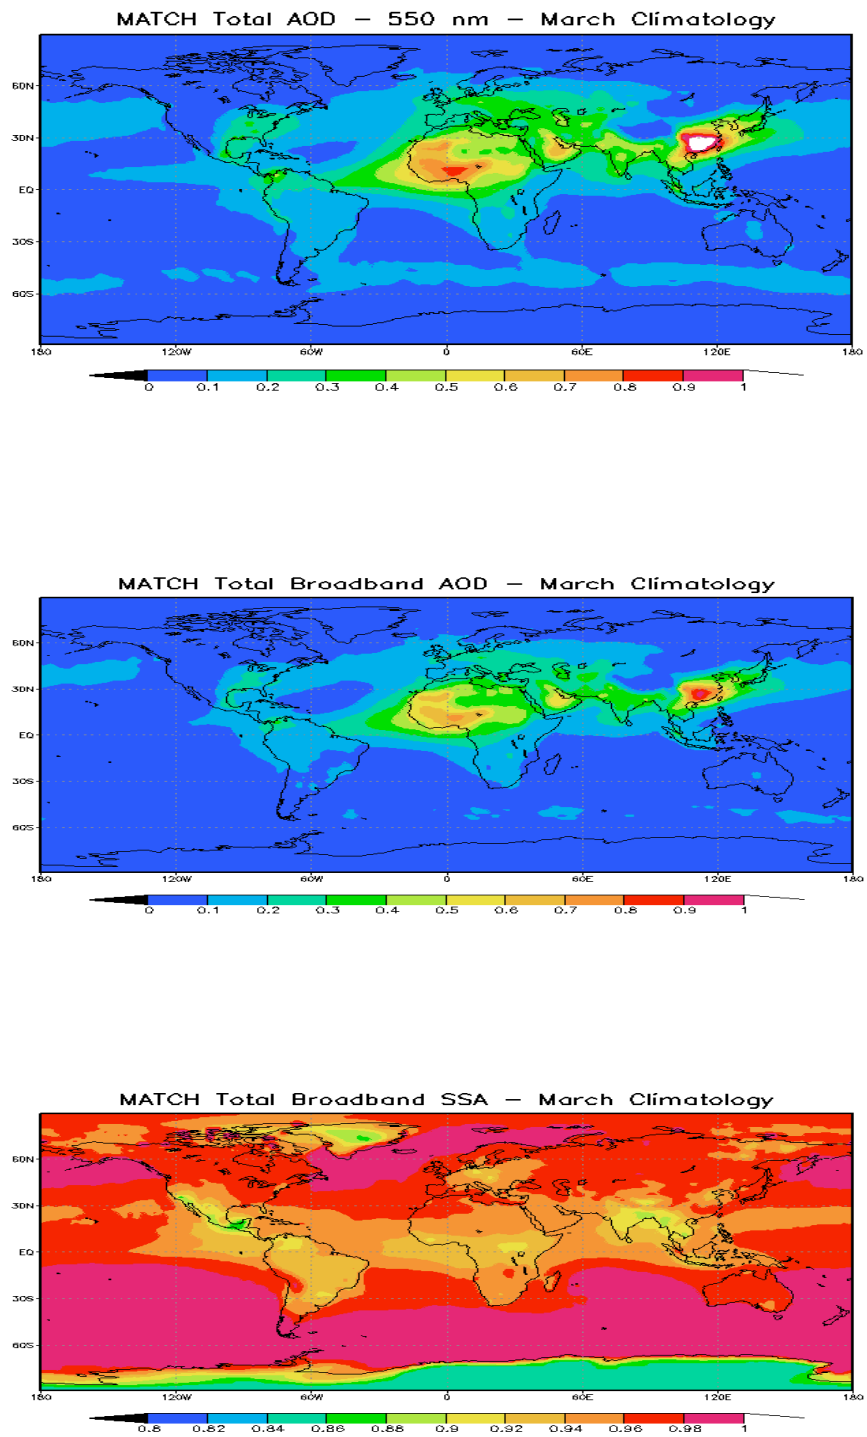 MATCH Total AOD − 550 nm − March Climatology
60N
30N
EQ
30S
60S
180 120W 60W 0 60E 120E 180
0 0.1 0.2 0.3 0.4 0.5 0.6 0.7 0.8 0.9 1
MATCH Total Broadband AOD − March Climatology
60N
30N
EQ
30S
60S
180 120W 60W 0 60E 120E 180
0 0.1 0.2 0.3 0.4 0.5 0.6 0.7 0.8 0.9 1
MATCH Total Broadband SSA − March Climatology
60N
30N
EQ
30S
60S
180 120W 60W 0 60E 120E 180
0.8 0.82 0.84 0.86 0.88 0.9 0.92 0.94 0.96 0.98 1